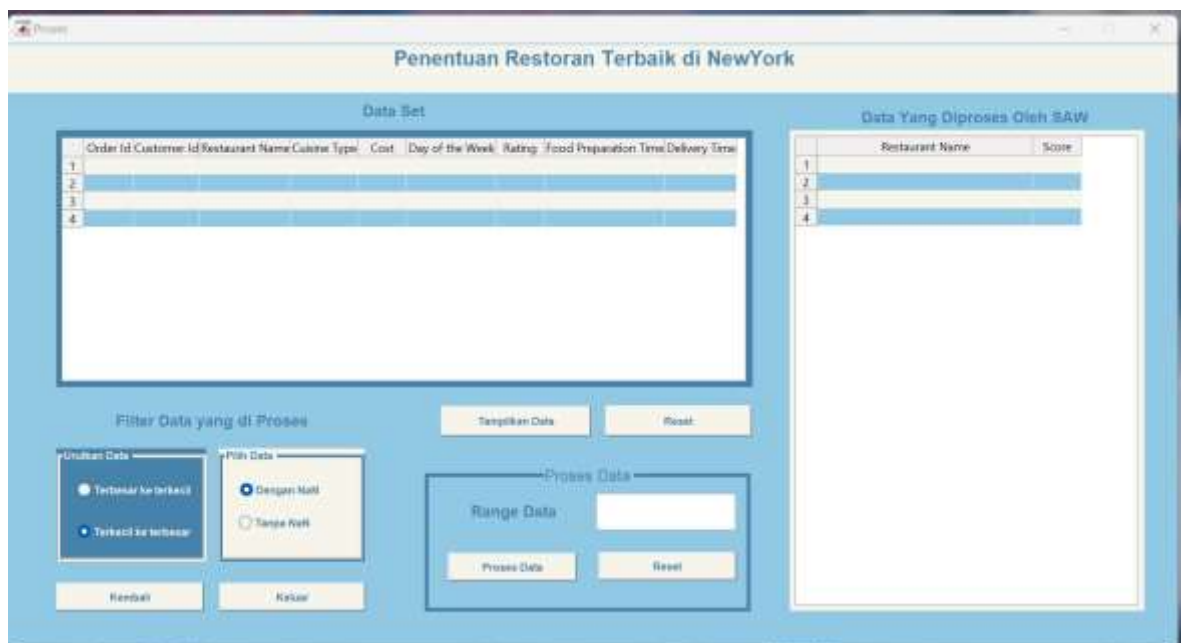 Proses
Penentuan Restoran Terbaik di NewYork
Data Set
Order Id Customer Id Restaurant Name Cuisine Type Cost Day of the Week Rating Food Preparation Time Delivery Time
1
2
3
4
Data Yang Diproses Oleh SAW
Restaurant Name Score
1
2
3
4
Filter Data yang di Proses
Tampilkan Data
Reset
Urutkan Data
Terbesar ke terkecil
Terkecil ke terbesar
Pilih Data
Dengan NaN
Tanpa NaN
Proses Data
Range Data
Proses Data
Reset
Kembali
Keluar